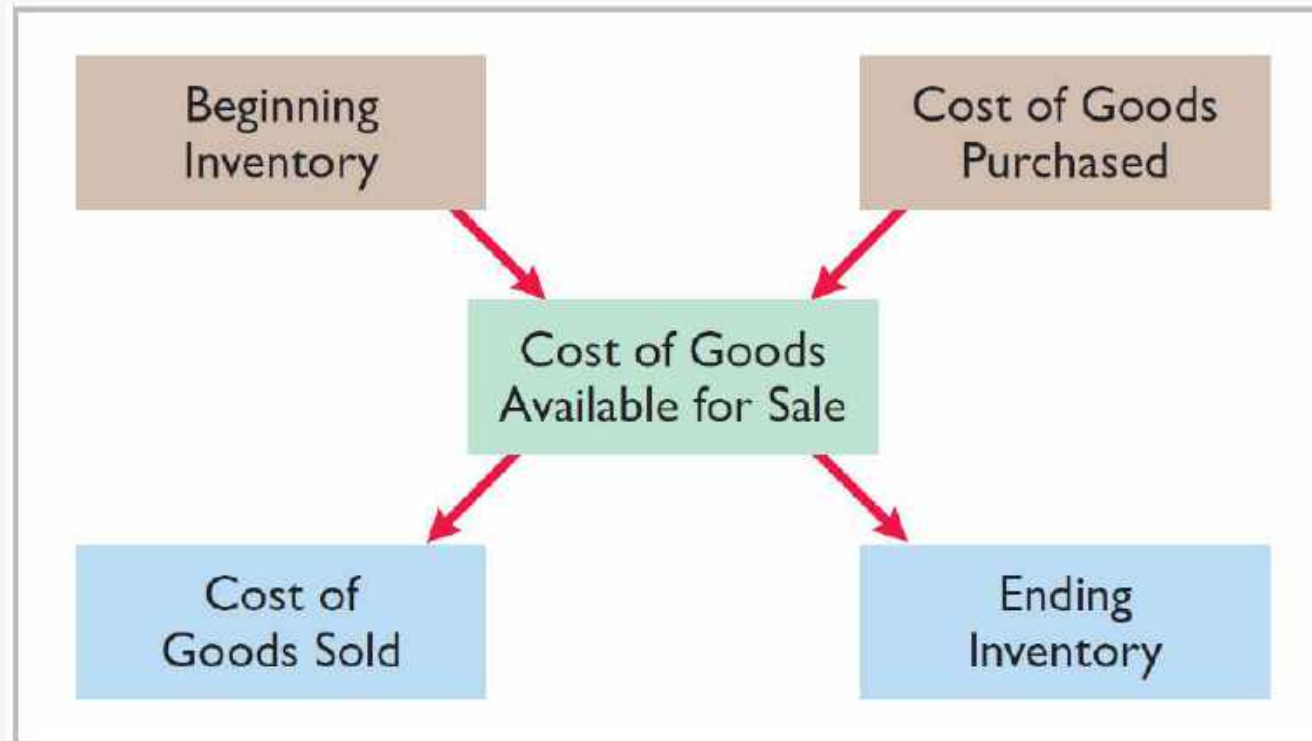 Beginning
Inventory
Cost of Goods
Purchased
Cost of Goods
Available for Sale
Cost of
Goods Sold
Ending
Inventory